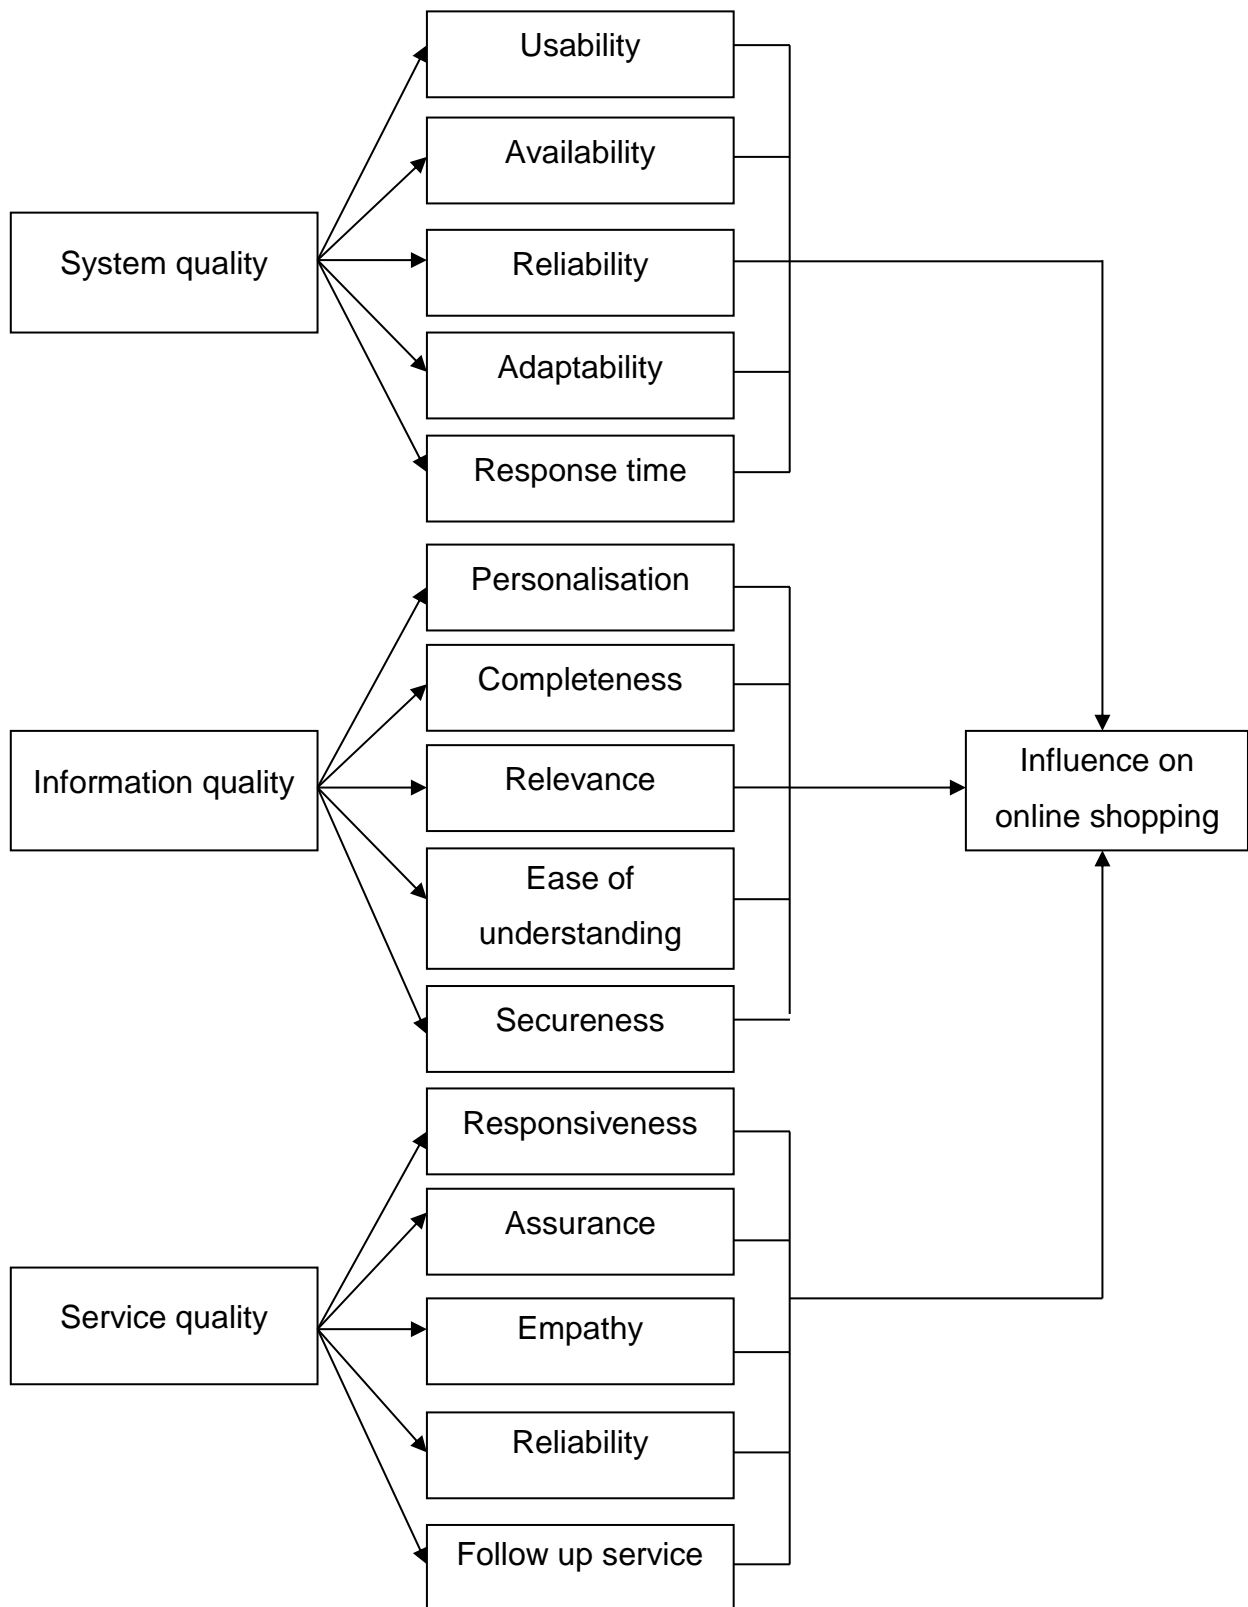 Usability
Availability
System quality
Reliability
Adaptability
Response time
Personalisation
Completeness
Information quality
Relevance
Influence on
online shopping
Ease of
understanding
Secureness
Responsiveness
Assurance
Service quality
Empathy
Reliability
Follow up service